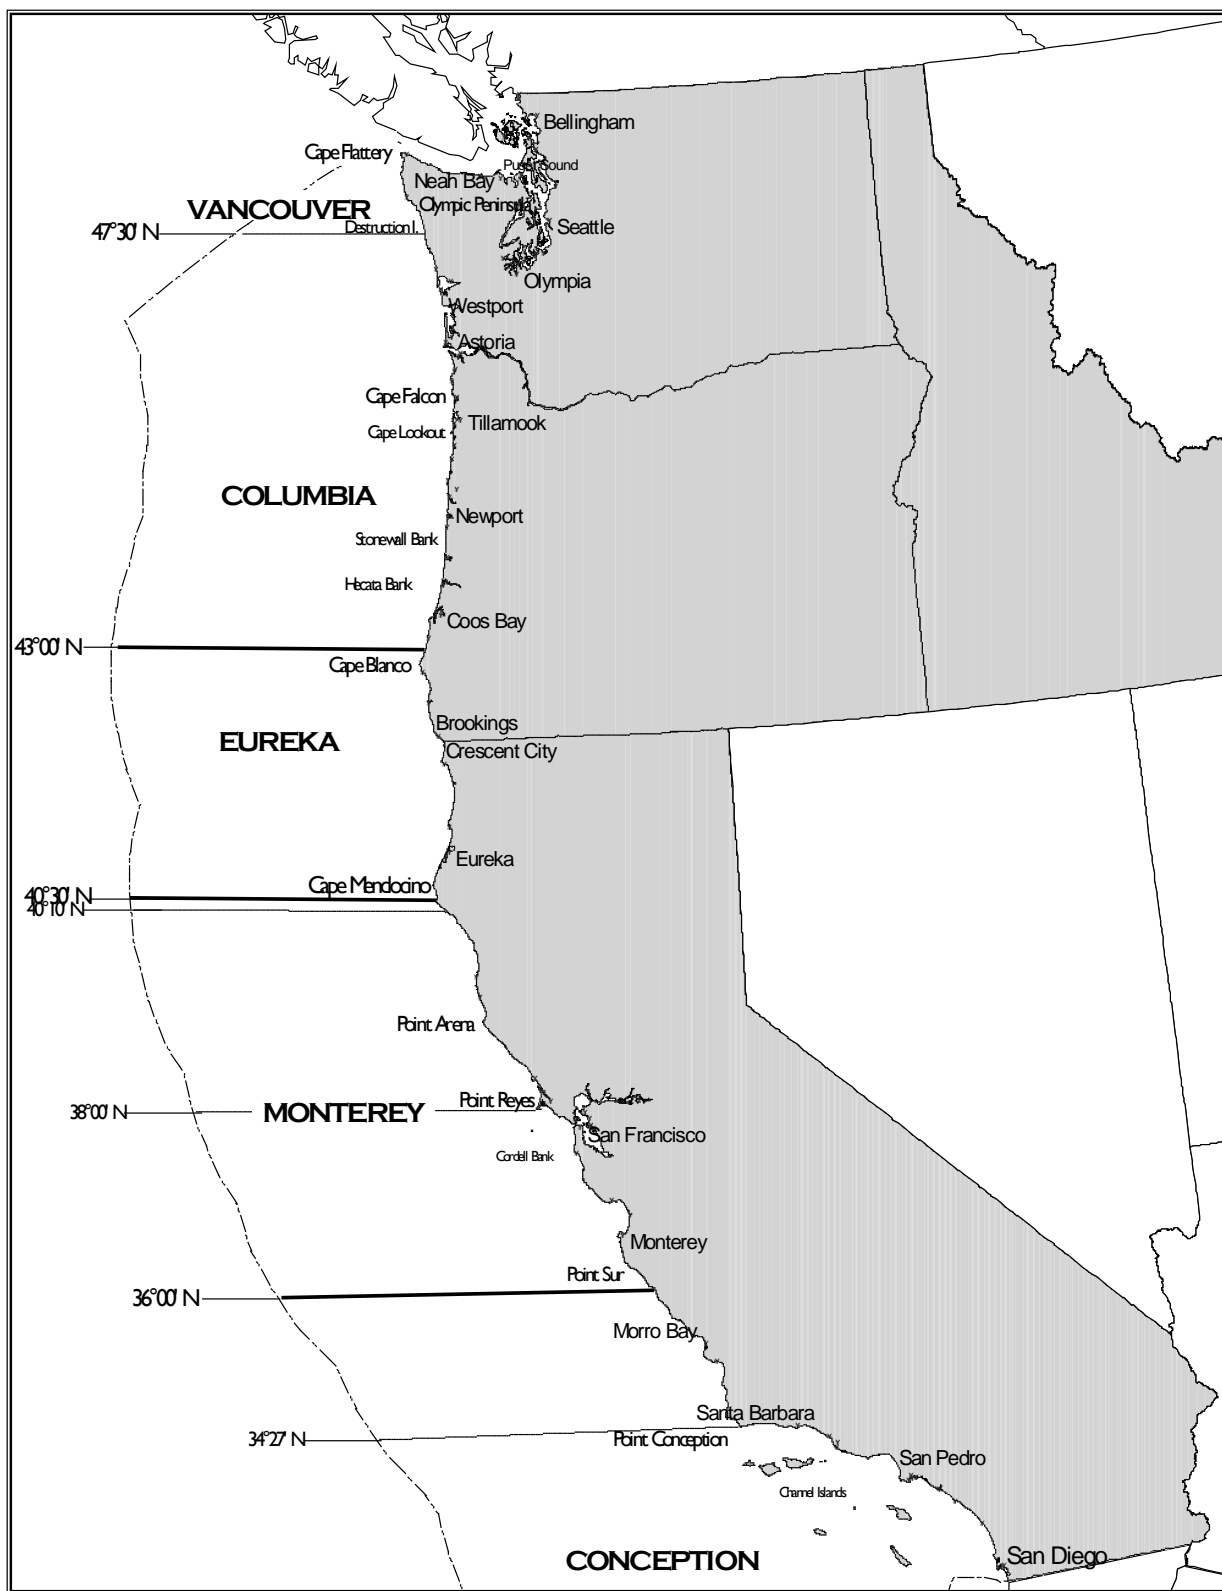 Bellingham
Cape Flattery
Puget Sound
Neah Bay
Olympic Peninsula
VANCOUVER
Destruction I.
47°30' N
Seattle
Olympia
Westport
Astoria
Cape Falcon
Tillamook
Cape Lookout
COLUMBIA
Newport
Stonewall Bank
Hecata Bank
Coos Bay
43°00' N
Cape Blanco
Brookings
EUREKA
Crescent City
Eureka
Cape Mendocino
40°30' N
40°10' N
Point Arena
Point Reyes
38°00' N
MONTEREY
San Francisco
Cordell Bank
Monterey
Point Sur
36°00' N
Morro Bay
Santa Barbara
34°27' N
Point Conception
San Pedro
Channel Islands
San Diego
CONCEPTION